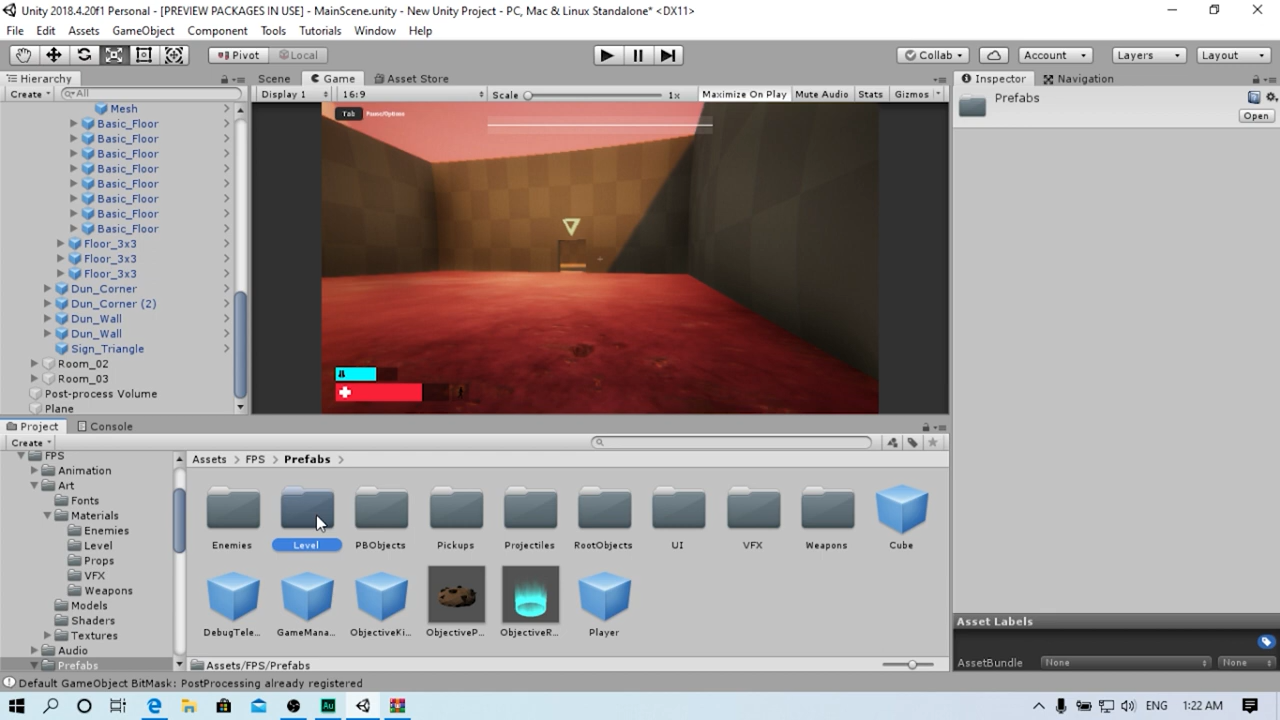 Unity 2018.4.20f1 Personal - [PREVIEW PACKAGES IN USE] - MainScene.unity - New Unity Project - PC, Mac & Linux Standalone* <DX11>
File Edit Assets GameObject Component Tools Tutorials Window Help
Pivot Local Collab Account Layers Layout
Hierarchy Scene Game Asset Store Inspector Navigation
Create All Display 1 16:9 Scale 1x Maximize On Play Mute Audio Stats Gizmos Prefabs
Open
Tab Pause/Options
Mesh
Basic_Floor
Basic_Floor
Basic_Floor
Basic_Floor
Basic_Floor
Basic_Floor
Basic_Floor
Basic_Floor
Floor_3x3
Floor_3x3
Floor_3x3
Dun_Corner
Dun_Corner (2)
Dun_Wall
Dun_Wall
Sign_Triangle
Room_02
Room_03
Post-process Volume
Plane
Project Console
Create
FPS
Animation
Art
Fonts
Materials
Enemies
Level
Props
VFX
Weapons
Models
Shaders
Textures
Audio
Prefabs
Assets > FPS > Prefabs >
Enemies Level PBObjects Pickups Projectiles RootObjects UI VFX Weapons Cube
DebugTele... GameMana... ObjectiveKi... ObjectiveP... ObjectiveR... Player
Assets/FPS/Prefabs
Asset Labels
AssetBundle None None
Default GameObject BitMask: PostProcessing already registered
Au ENG 1:22 AM